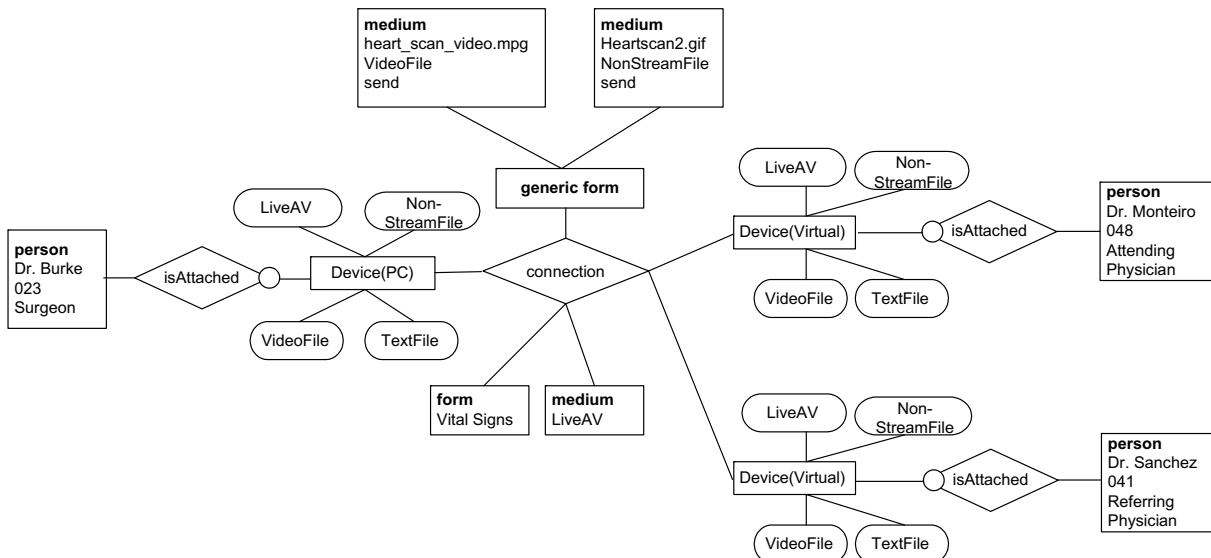 medium
heart_scan_video.mpg
VideoFile
send
medium
Heartscan2.gif
NonStreamFile
send
generic form
LiveAV
Non-
StreamFile
person
Dr. Burke
023
Surgeon
isAttached
Device(PC)
VideoFile
TextFile
connection
form
Vital Signs
medium
LiveAV
LiveAV
Non-
StreamFile
Device(Virtual)
VideoFile
TextFile
isAttached
person
Dr. Monteiro
048
Attending
Physician
LiveAV
Non-
StreamFile
Device(Virtual)
VideoFile
TextFile
isAttached
person
Dr. Sanchez
041
Referring
Physician